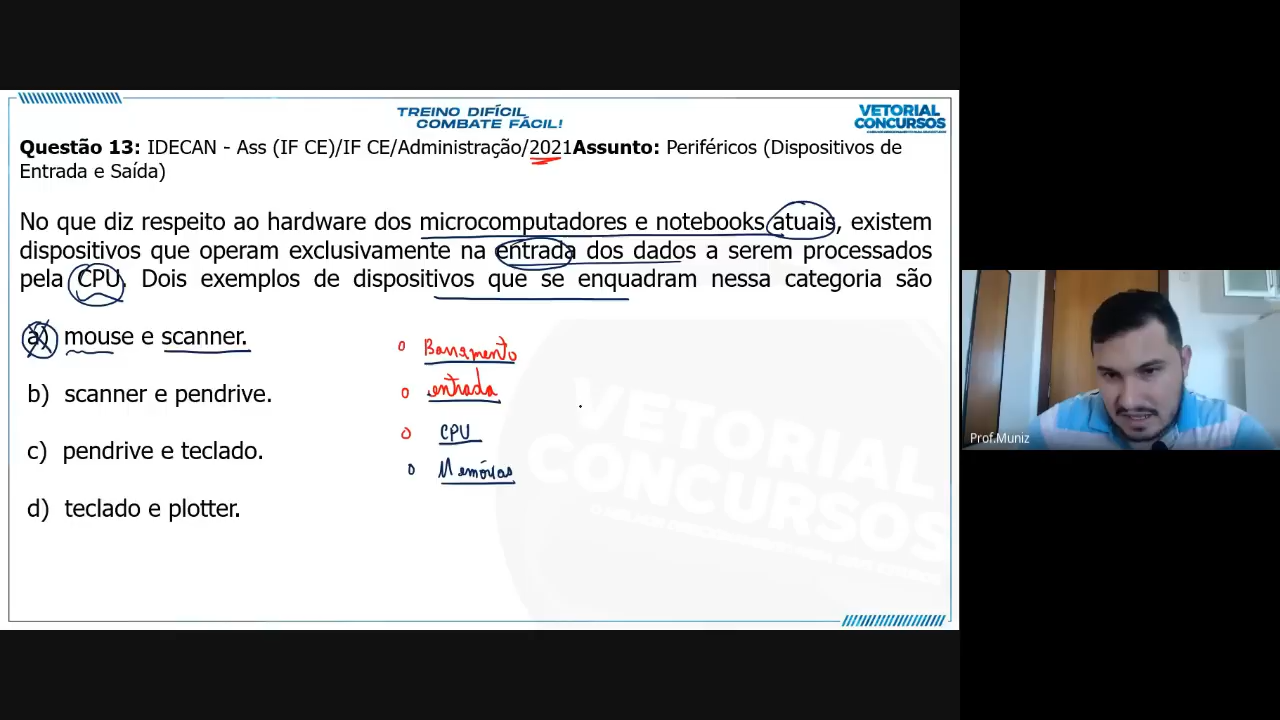 TREINO DIFÍCIL
COMBATE FÁCIL!
VETORIAL
CONCURSOS
Questão 13: IDECAN - Ass (IF CE)/IF CE/Administração/2021Assunto: Periféricos (Dispositivos de
Entrada e Saída)
No que diz respeito ao hardware dos microcomputadores e notebooks atuais, existem
dispositivos que operam exclusivamente na entrada dos dados a serem processados
pela CPU. Dois exemplos de dispositivos que se enquadram nessa categoria são
a) mouse e scanner.
b) scanner e pendrive.
c) pendrive e teclado.
d) teclado e plotter.
Barramento
entrada
CPU
Memórias
VETORIAL
CONCURSOS
Prof.Muniz